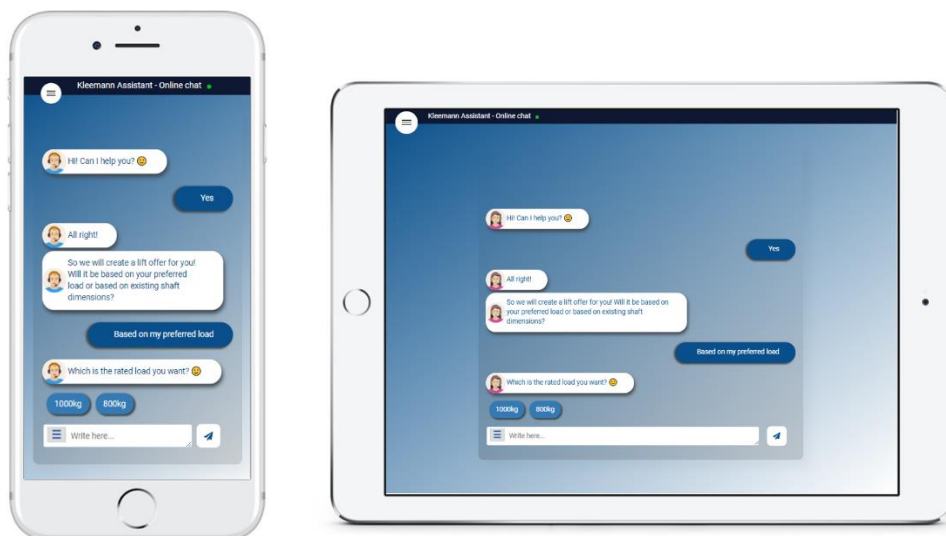 Kleemann Assistant - Online chat
Hi! Can I help you?
Yes
All right!
So we will create a lift offer for you!
Will it be based on your preferred
load or based on existing shaft
dimensions?
Based on my preferred load
Which is the rated load you want?
1000kg 800kg
Write here...
Kleemann Assistant - Online chat
Hi! Can I help you?
Yes
All right!
So we will create a lift offer for you! Will it be based on
your preferred load or based on existing shaft
dimensions?
Based on my preferred load
Which is the rated load you want?
1000kg 800kg
Write here...